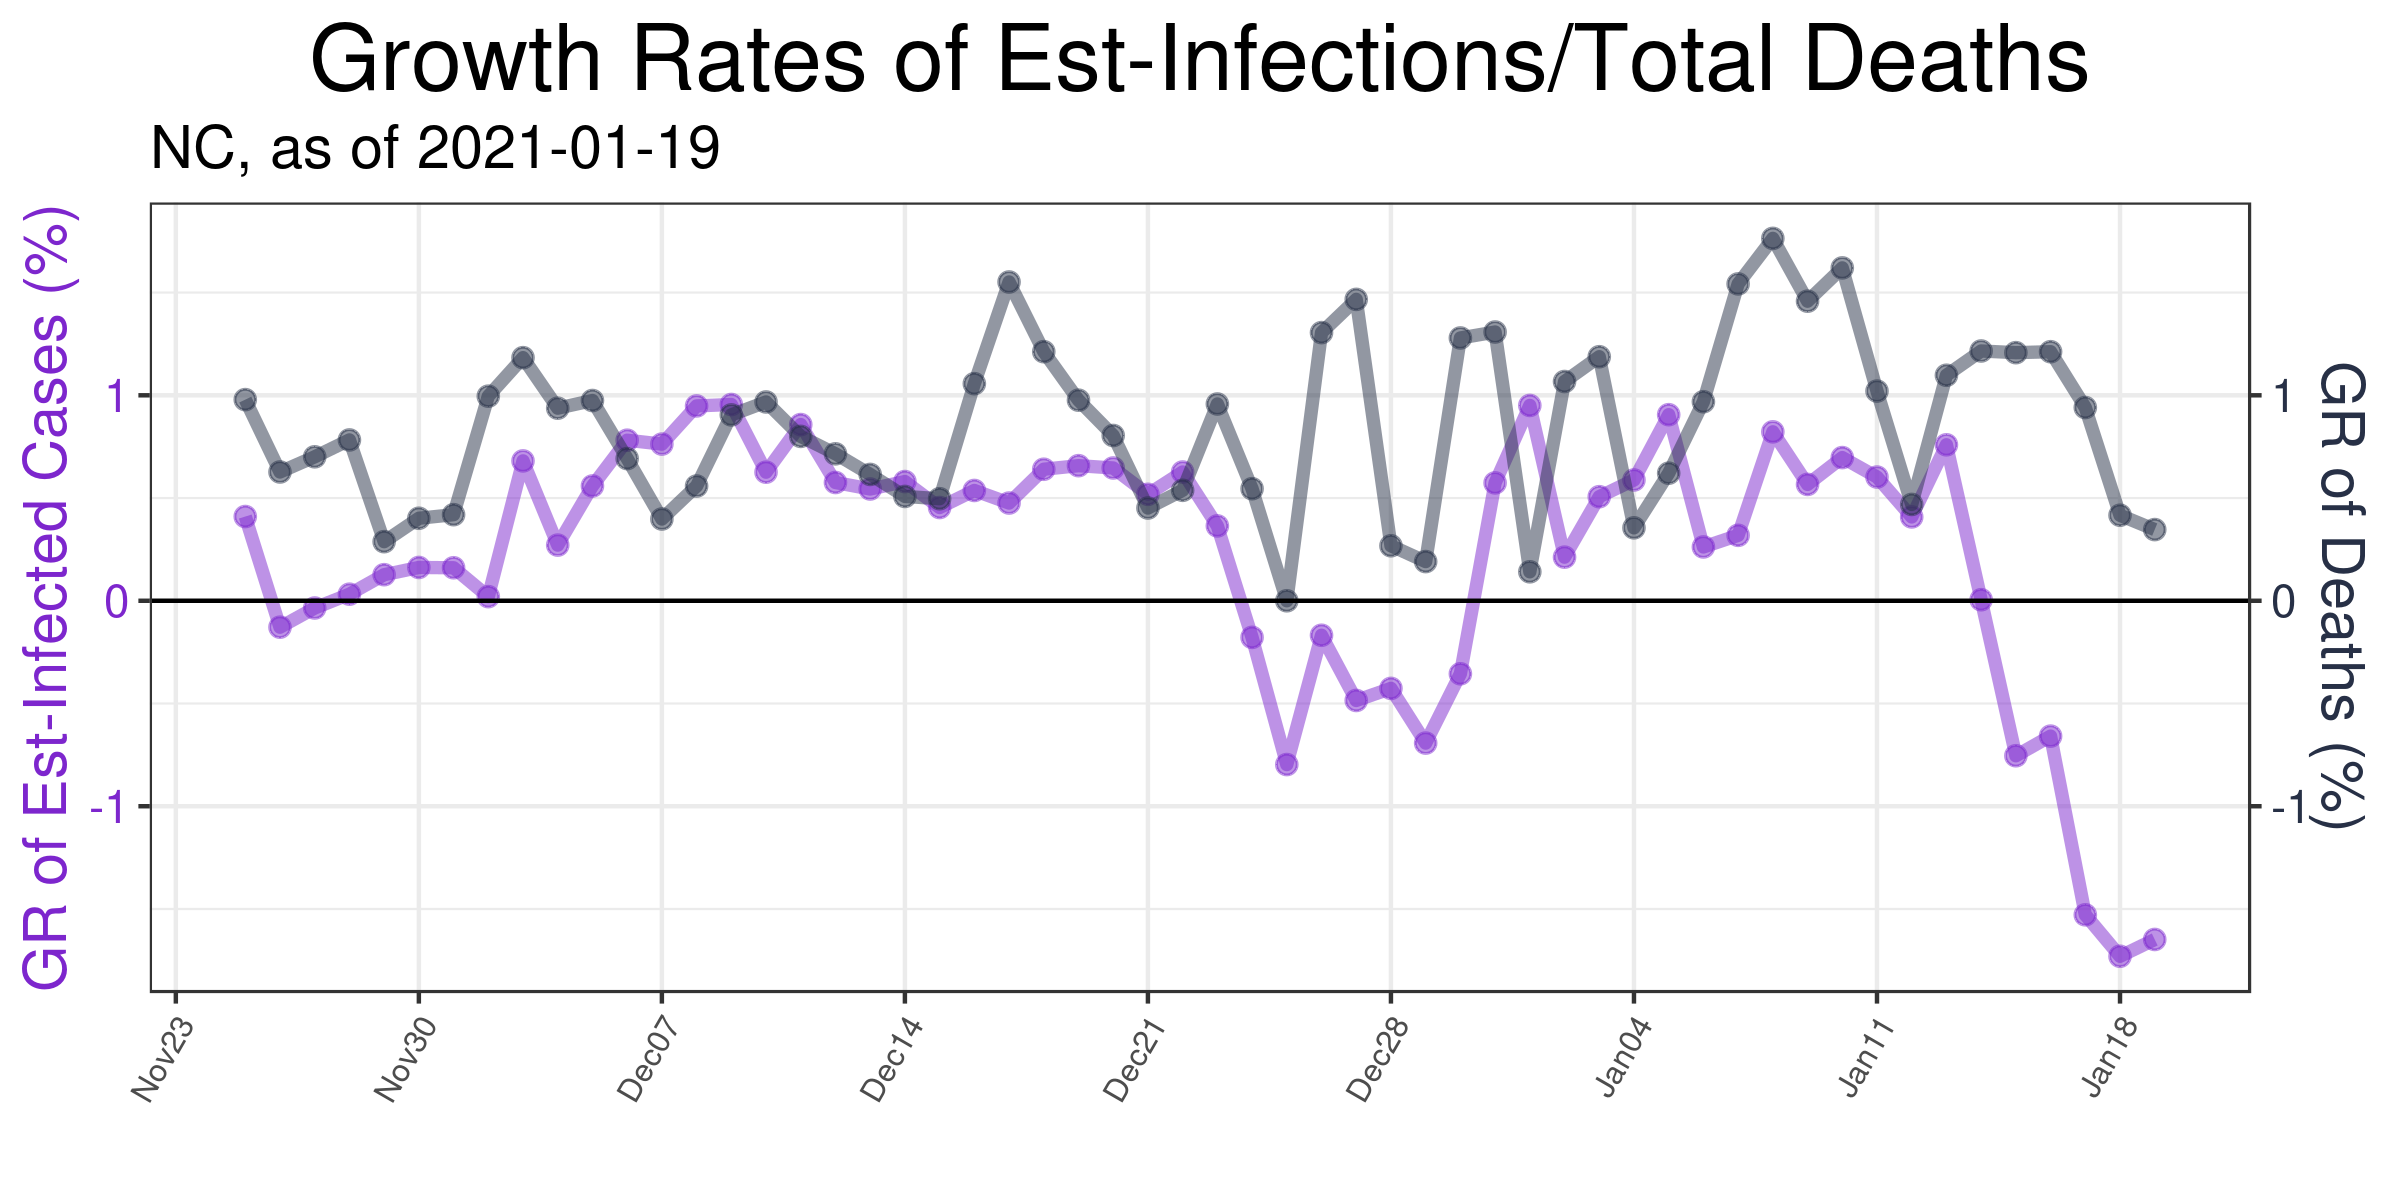 Growth Rates of Est-Infections/Total Deaths
NC, as of 2021-01-19
GR of Est-Infected Cases (%)
1
0
-1
1
0
-1
GR of Deaths (%)
Nov23
Nov30
Dec07
Dec14
Dec21
Dec28
Jan04
Jan11
Jan18